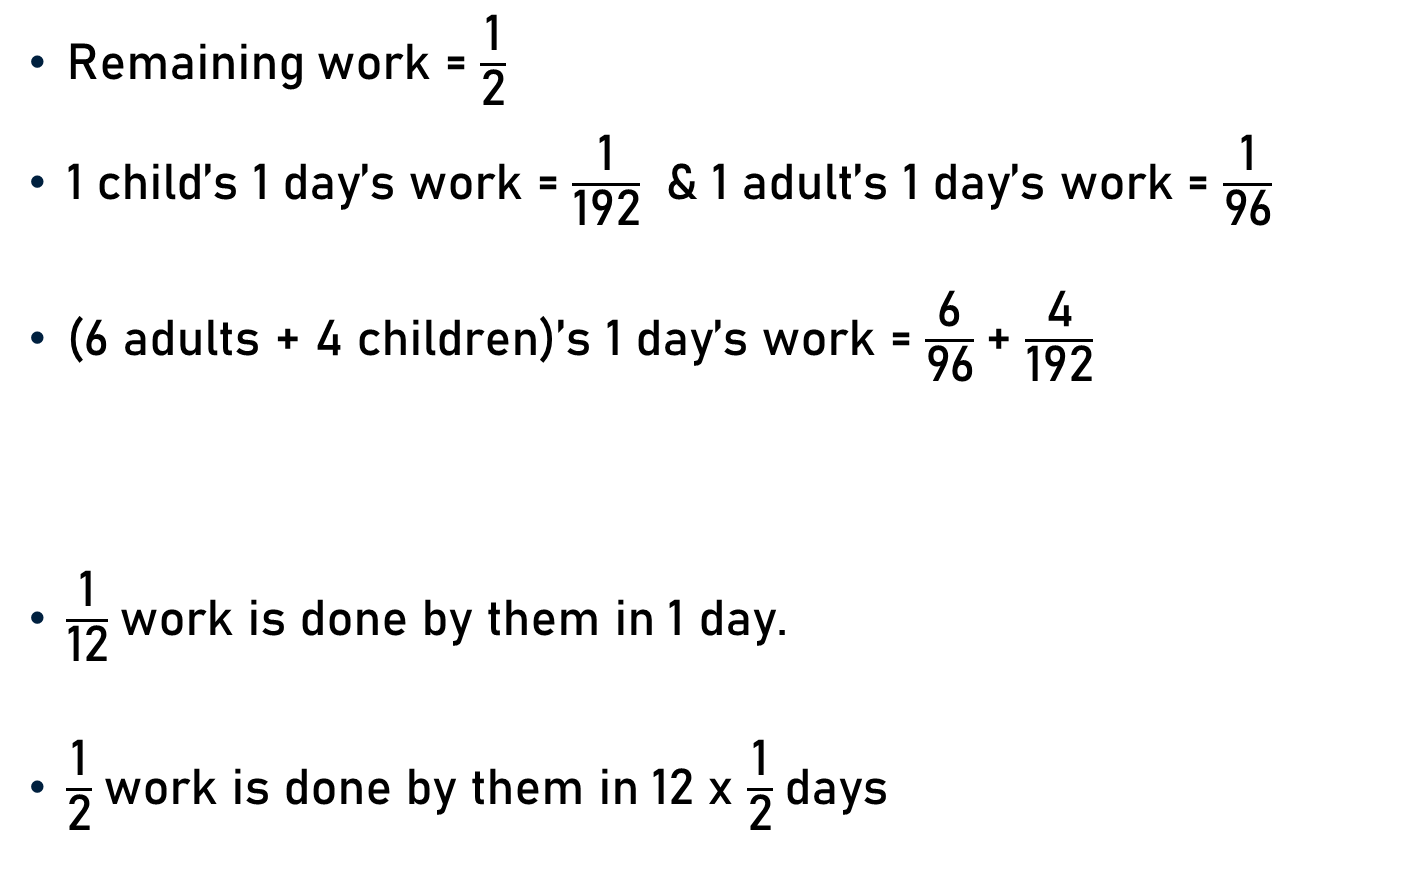 • Remaining work = 1/2
• 1 child’s 1 day’s work = 1/192 & 1 adult’s 1 day’s work = 1/96
• (6 adults + 4 children)’s 1 day’s work = 6/96 + 4/192
• 1/12 work is done by them in 1 day.
• 1/2 work is done by them in 12 x 1/2 days